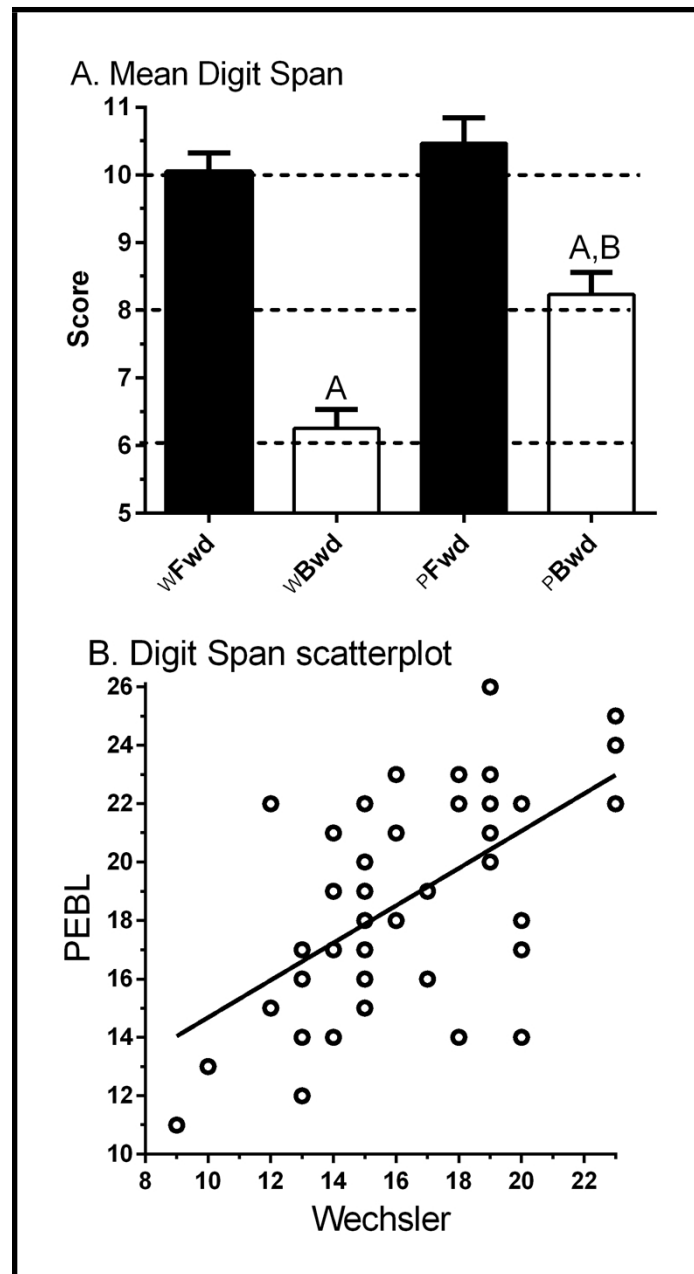 A. Mean Digit Span
11
10
9
8
7
6
5
Score
A
A,B
WFwd
WBwd
PFwd
PBwd
B. Digit Span scatterplot
26
24
22
20
18
16
14
12
10
PEBL
8 10 12 14 16 18 20 22
Wechsler